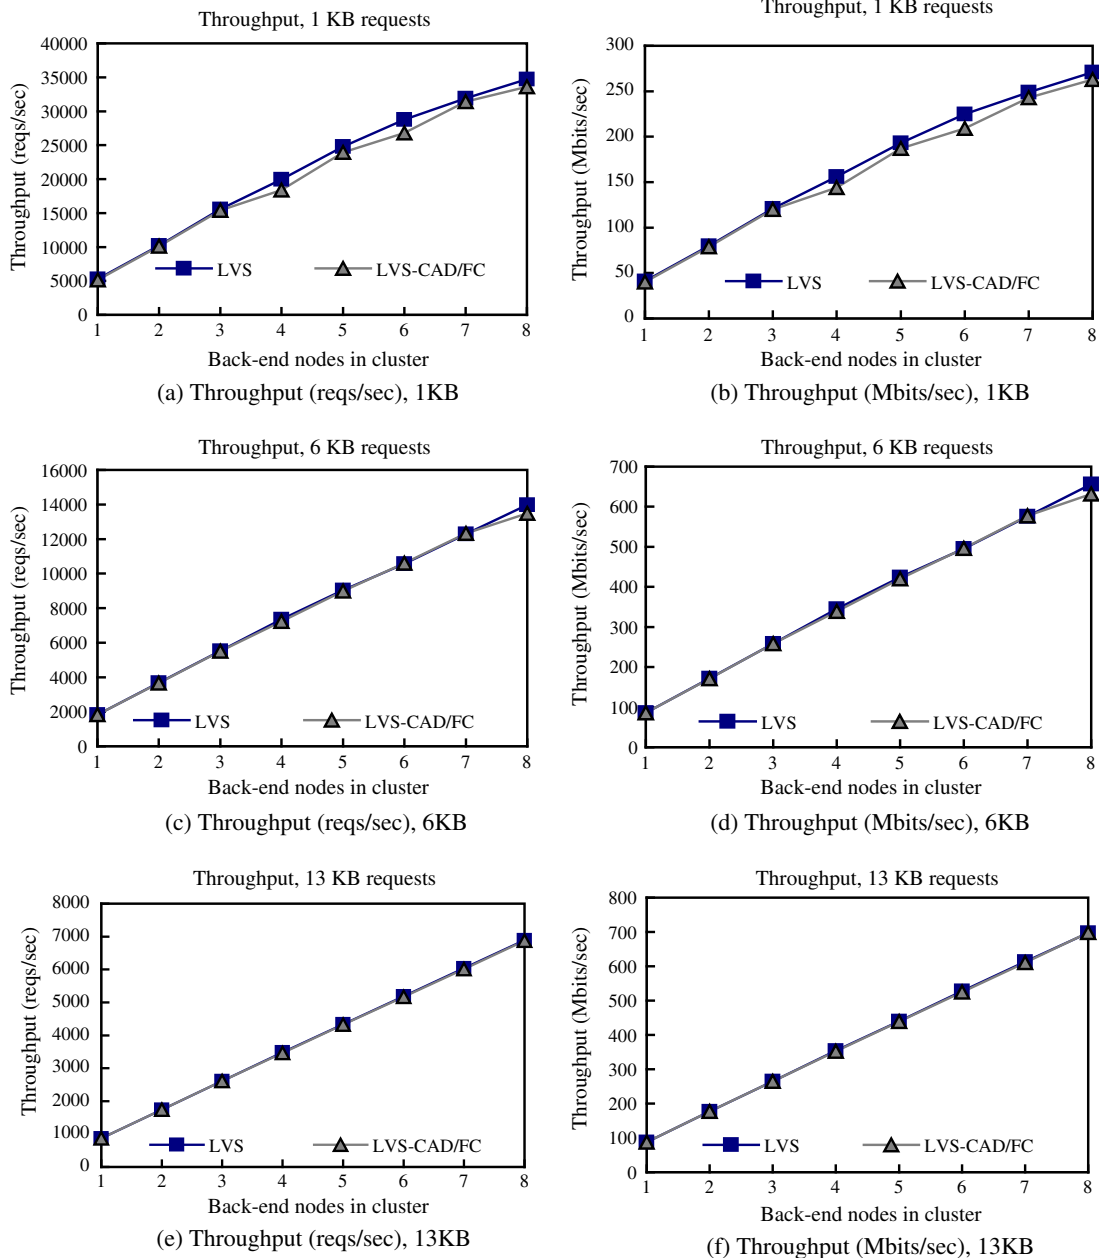 Throughput, 1 KB requests
40000
35000
30000
25000
20000
15000
10000
5000
0
Throughput (reqs/sec)
LVS
LVS-CAD/FC
1 2 3 4 5 6 7 8
Back-end nodes in cluster
(a) Throughput (reqs/sec), 1KB
Throughput, 1 KB requests
300
250
200
150
100
50
0
Throughput (Mbits/sec)
LVS
LVS-CAD/FC
1 2 3 4 5 6 7 8
Back-end nodes in cluster
(b) Throughput (Mbits/sec), 1KB
Throughput, 6 KB requests
16000
14000
12000
10000
8000
6000
4000
2000
0
Throughput (reqs/sec)
LVS
LVS-CAD/FC
1 2 3 4 5 6 7 8
Back-end nodes in cluster
(c) Throughput (reqs/sec), 6KB
Throughput, 6 KB requests
700
600
500
400
300
200
100
0
Throughput (Mbits/sec)
LVS
LVS-CAD/FC
1 2 3 4 5 6 7 8
Back-end nodes in cluster
(d) Throughput (Mbits/sec), 6KB
Throughput, 13 KB requests
8000
7000
6000
5000
4000
3000
2000
1000
0
Throughput (reqs/sec)
LVS
LVS-CAD/FC
1 2 3 4 5 6 7 8
Back-end nodes in cluster
(e) Throughput (reqs/sec), 13KB
Throughput, 13 KB requests
800
700
600
500
400
300
200
100
0
Throughput (Mbits/sec)
LVS
LVS-CAD/FC
1 2 3 4 5 6 7 8
Back-end nodes in cluster
(f) Throughput (Mbits/sec), 13KB